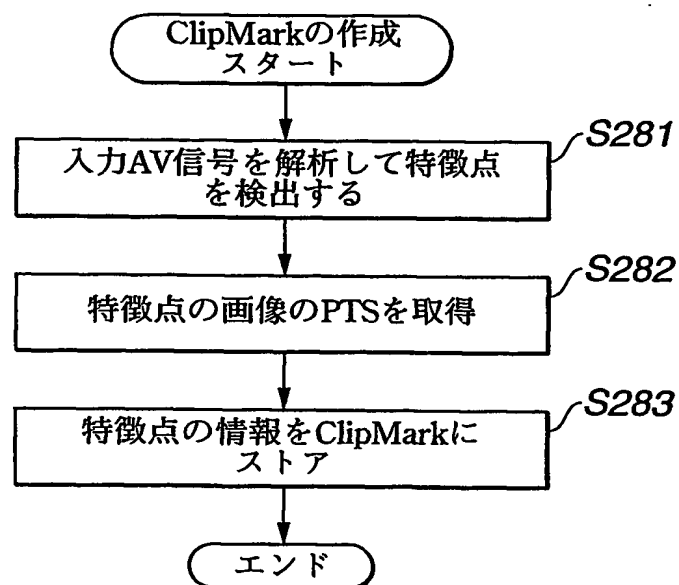 ClipMarkの作成
スタート
入力AV信号を解析して特徴点
を検出する
S281
特徴点の画像のPTSを取得
S282
特徴点の情報をClipMarkに
ストア
S283
エンド